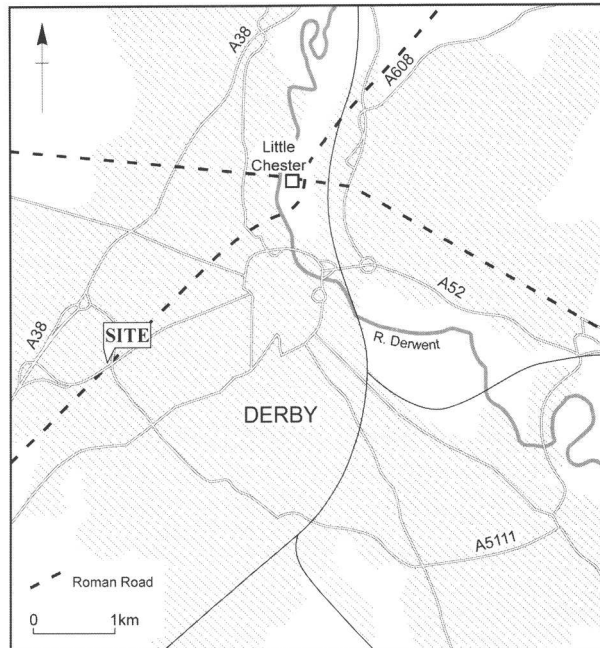 A38
A608
Little
Chester
A52
A38
SITE
R. Derwent
DERBY
A5111
Roman Road
0 1km